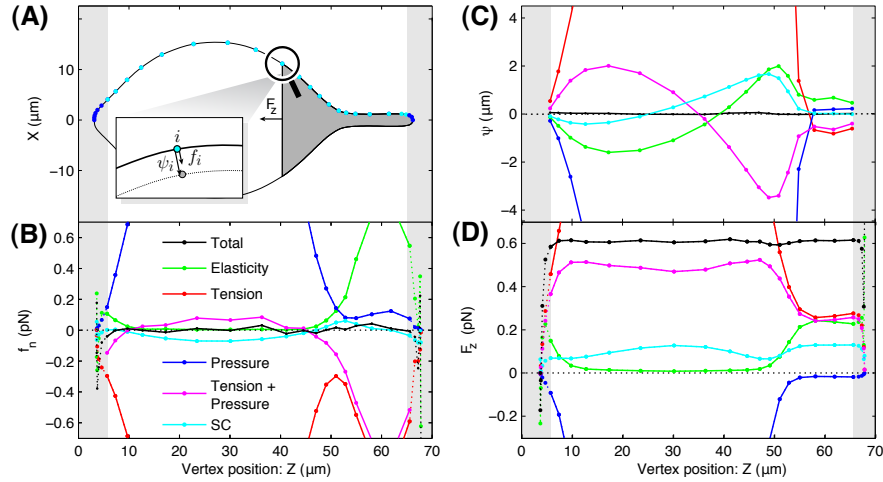 (A)
X (µm)
10
0
−10
F_z
i
ψ_i
f_i
(B)
f_n (pN)
0.6
0.4
0.2
0
−0.2
−0.4
−0.6
Total
Elasticity
Tension
Pressure
Tension +
Pressure
SC
0 10 20 30 40 50 60 70
Vertex position: Z (µm)
(C)
ψ (µm)
4
2
0
−2
−4
(D)
F_z (pN)
0.6
0.4
0.2
0
−0.2
0 10 20 30 40 50 60 70
Vertex position: Z (µm)